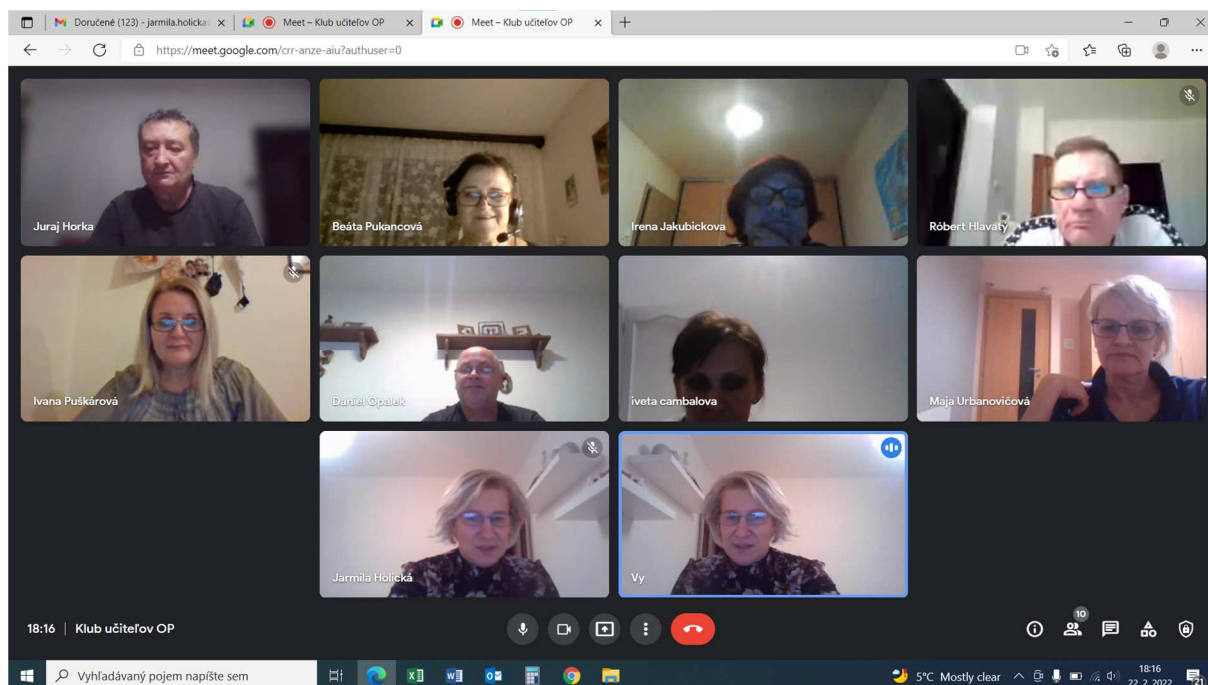 Doručené (123) - jarmila.holicka
Meet – Klub učiteľov OP
Meet – Klub učiteľov OP
https://meet.google.com/crr-anze-aiu?authuser=0
Juraj Horka
Beáta Pukancová
Irena Jakubickova
Róbert Hlavatý
Ivana Puškárová
Daniel Opalek
iveta cambalova
Maja Urbanovičová
Jarmila Holická
Vy
18:16 | Klub učiteľov OP
10
Vyhľadávaný pojem napíšte sem
5°C Mostly clear
18:16
22. 2. 2022
21